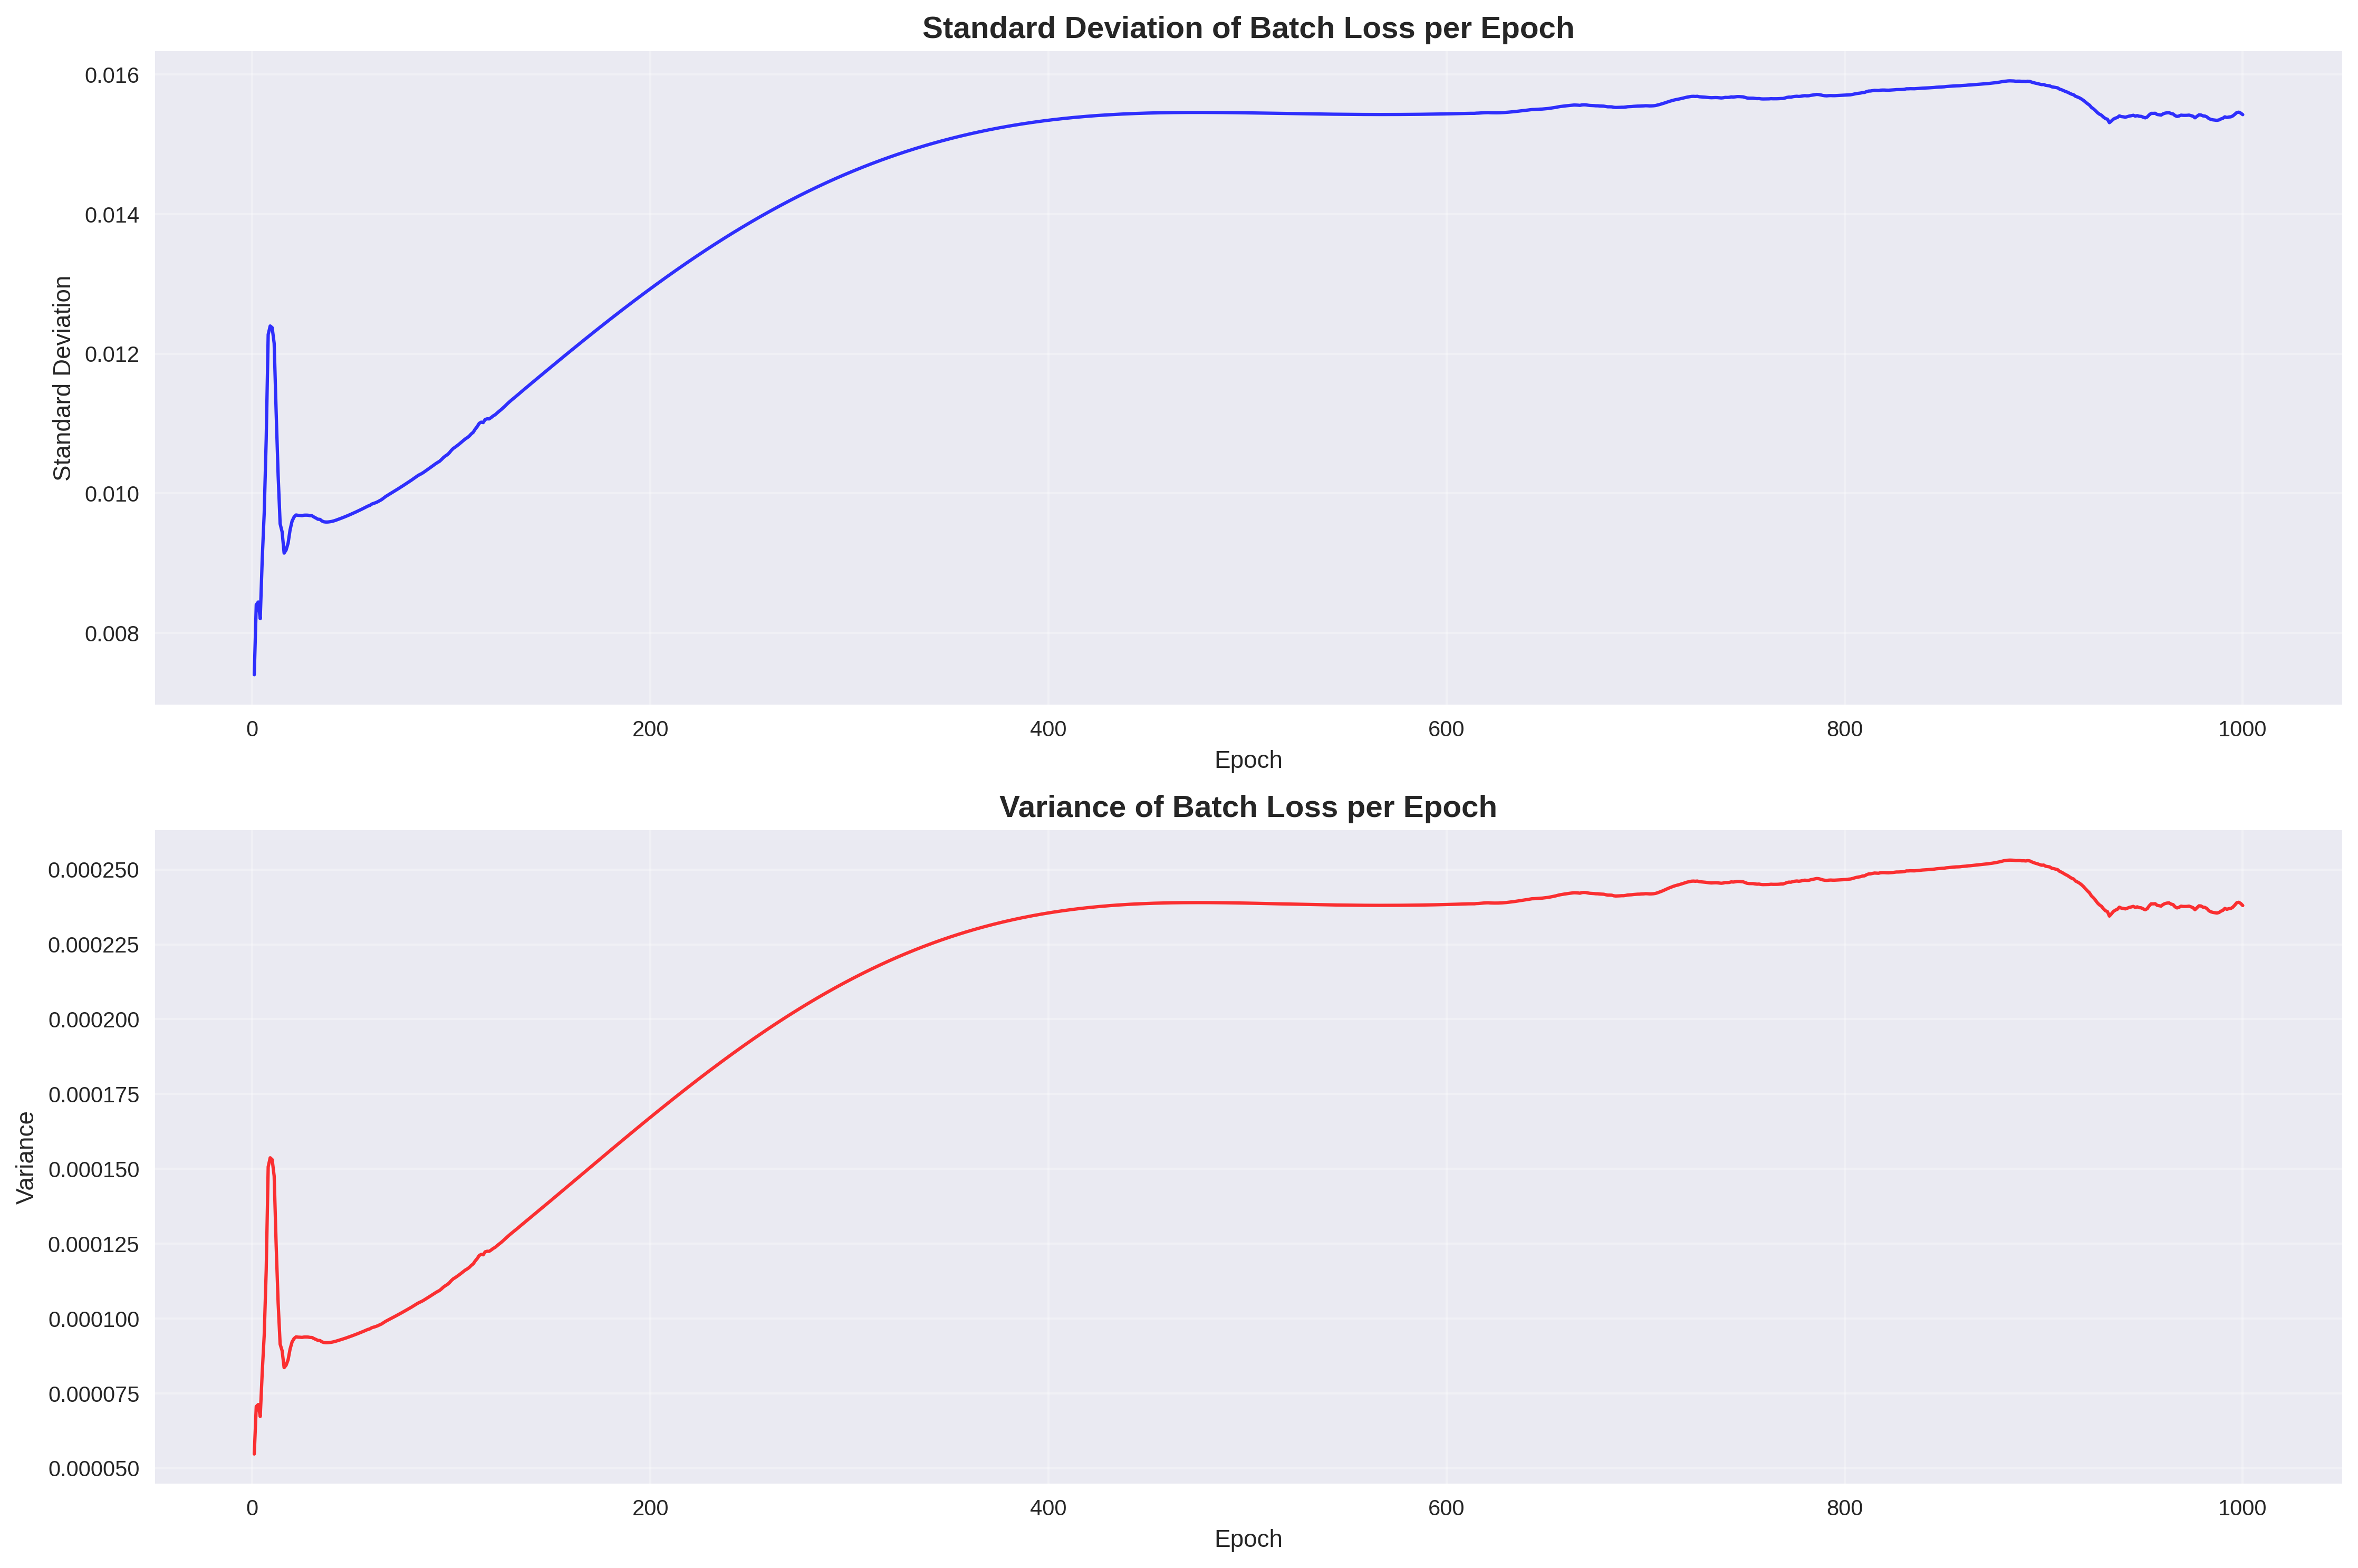 Standard Deviation of Batch Loss per Epoch
0.016
0.014
0.012
0.010
0.008
Standard Deviation
0 200 400 600 800 1000
Epoch
Variance of Batch Loss per Epoch
0.000250
0.000225
0.000200
0.000175
0.000150
0.000125
0.000100
0.000075
0.000050
Variance
0 200 400 600 800 1000
Epoch